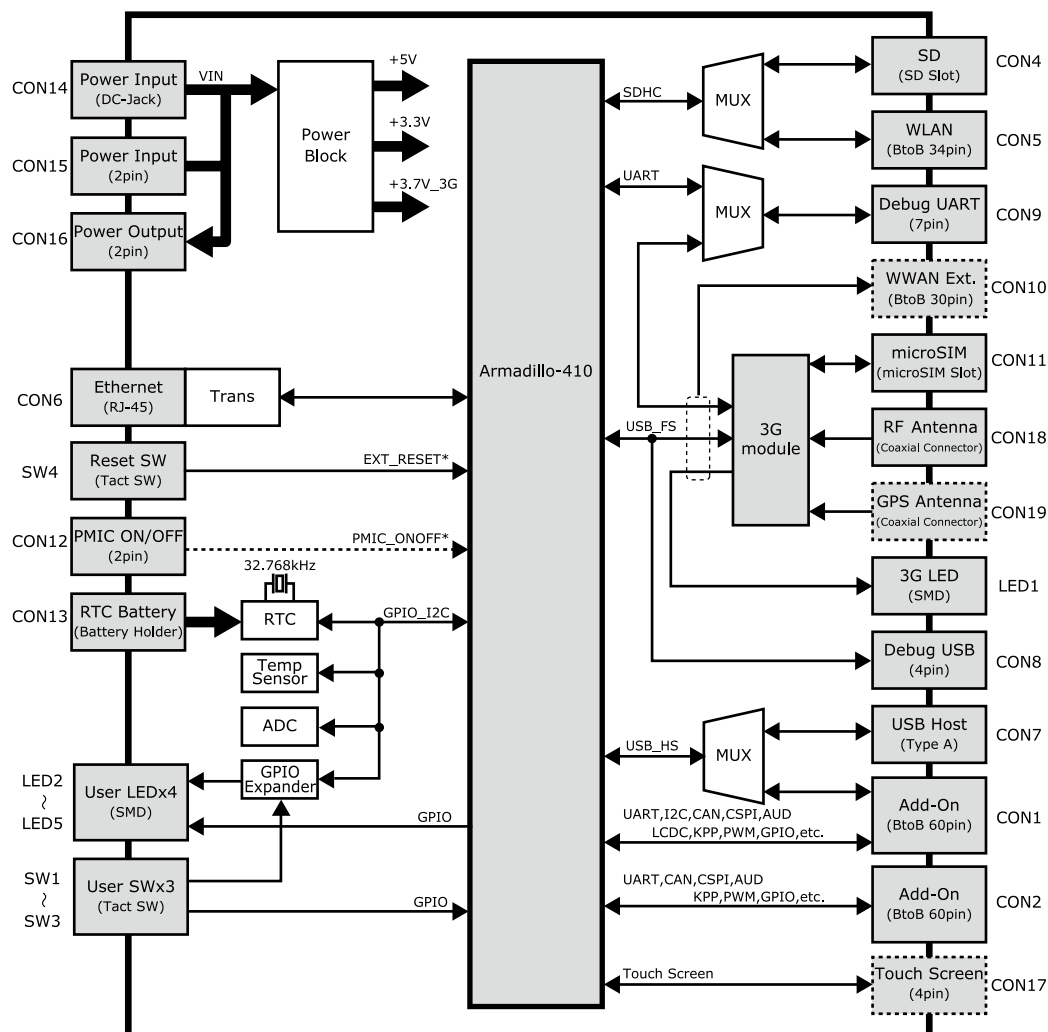 CON14
Power Input
(DC-Jack)
VIN
CON15
Power Input
(2pin)
CON16
Power Output
(2pin)
Power
Block
+5V
+3.3V
+3.7V_3G
CON6
Ethernet
(RJ-45)
Trans
SW4
Reset SW
(Tact SW)
EXT_RESET*
CON12
PMIC ON/OFF
(2pin)
PMIC_ONOFF*
32.768kHz
CON13
RTC Battery
(Battery Holder)
RTC
GPIO_I2C
Temp
Sensor
ADC
GPIO
Expander
LED2
~
LED5
User LEDx4
(SMD)
GPIO
SW1
~
SW3
User SWx3
(Tact SW)
GPIO
Armadillo-410
SDHC
MUX
SD
(SD Slot)
CON4
WLAN
(BtoB 34pin)
CON5
UART
MUX
Debug UART
(7pin)
CON9
WWAN Ext.
(BtoB 30pin)
CON10
microSIM
(microSIM Slot)
CON11
USB_FS
3G
module
RF Antenna
(Coaxial Connector)
CON18
GPS Antenna
(Coaxial Connector)
CON19
3G LED
(SMD)
LED1
Debug USB
(4pin)
CON8
USB_HS
MUX
USB Host
(Type A)
CON7
Add-On
(BtoB 60pin)
CON1
UART,I2C,CAN,CSPI,AUD
LCDC,KPP,PWM,GPIO,etc.
UART,CAN,CSPI,AUD
KPP,PWM,GPIO,etc.
Add-On
(BtoB 60pin)
CON2
Touch Screen
Touch Screen
(4pin)
CON17